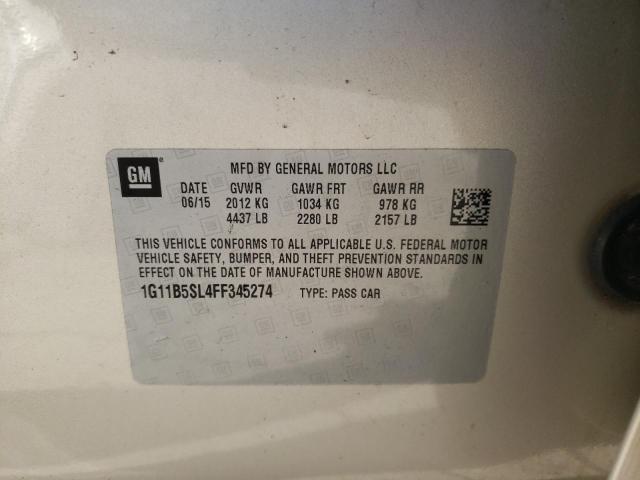 GM ®
MFD BY GENERAL MOTORS LLC
DATE GVWR GAWR FRT GAWR RR
06/15 2012 KG 1034 KG 978 KG
4437 LB 2280 LB 2157 LB
THIS VEHICLE CONFORMS TO ALL APPLICABLE U.S. FEDERAL MOTOR
VEHICLE SAFETY, BUMPER, AND THEFT PREVENTION STANDARDS IN
EFFECT ON THE DATE OF MANUFACTURE SHOWN ABOVE.
1G11B5SL4FF345274 TYPE: PASS CAR